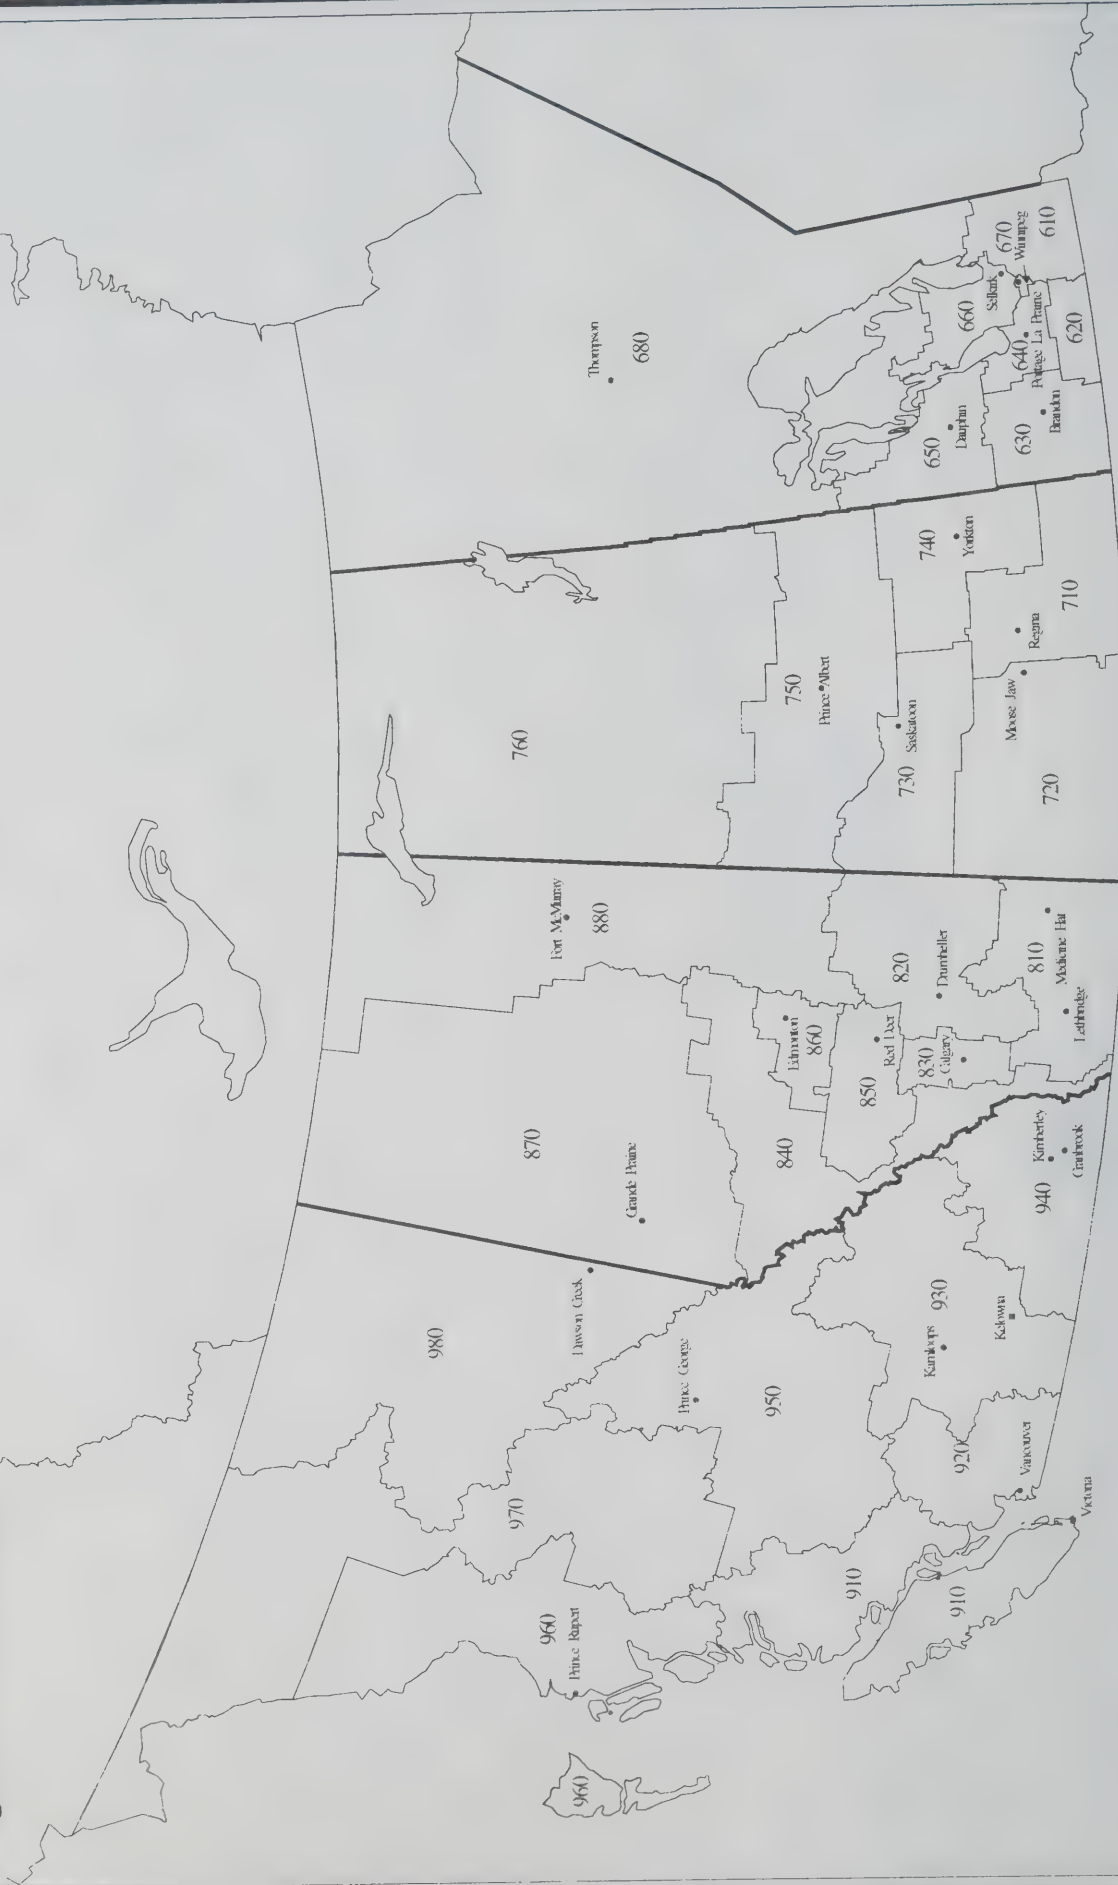 960
960
Prince Rupert
970
980
Dawson Creek
Prince George
950
910
910
920
Vancouver
Victoria
930
Kamloops
Kelowna
940
Kimberley
Cranbrook
870
Grande Prairie
880
Fort McMurray
840
Edmonton
860
850
Red Deer
830
Calgary
820
Drumheller
810
Medicine Hat
Lethbridge
760
750
Prince Albert
730
Saskatoon
740
Yorkton
720
Moose Jaw
Regina
710
Thompson
680
650
Dauphin
660
Selkirk
670
Winnipeg
630
Brandon
640
Portage La Prairie
620
610